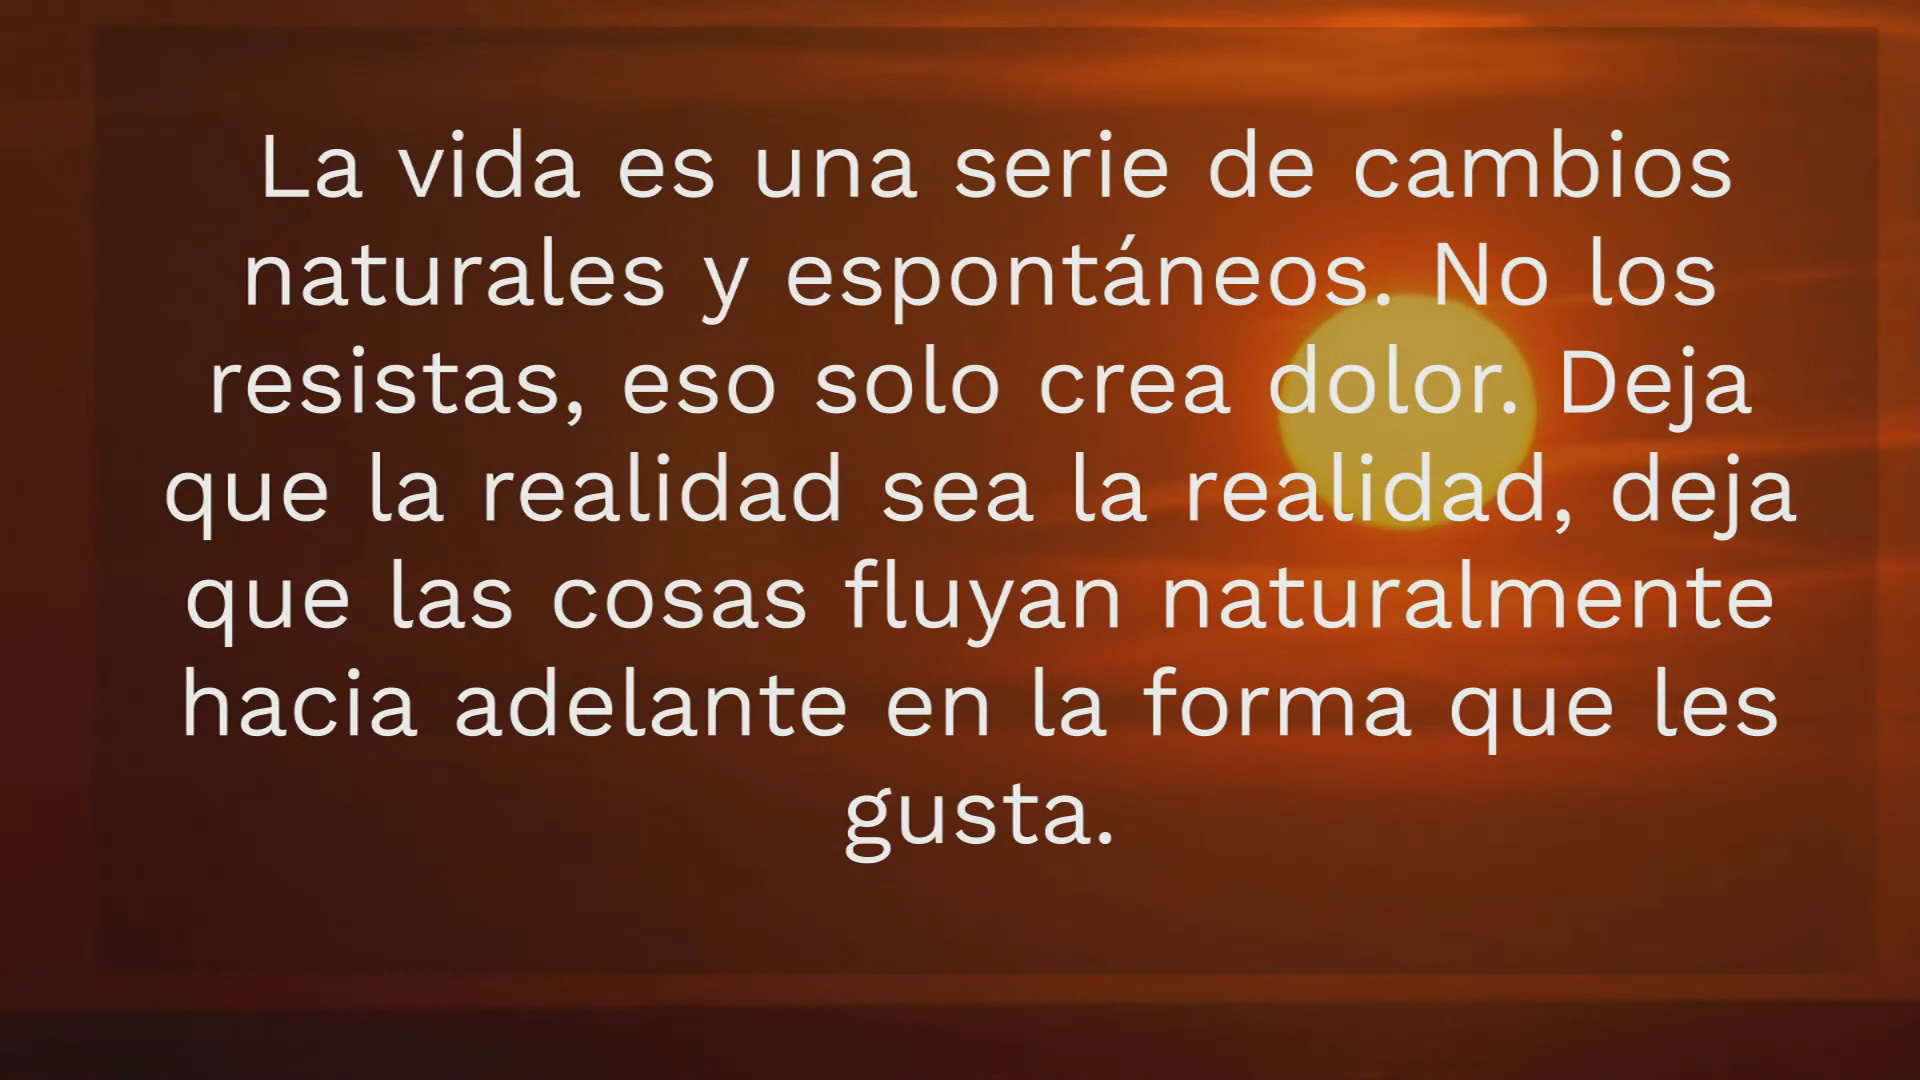 La vida es una serie de cambios
naturales y espontáneos. No los
resistas, eso solo crea dolor. Deja
que la realidad sea la realidad, deja
que las cosas fluyan naturalmente
hacia adelante en la forma que les
gusta.